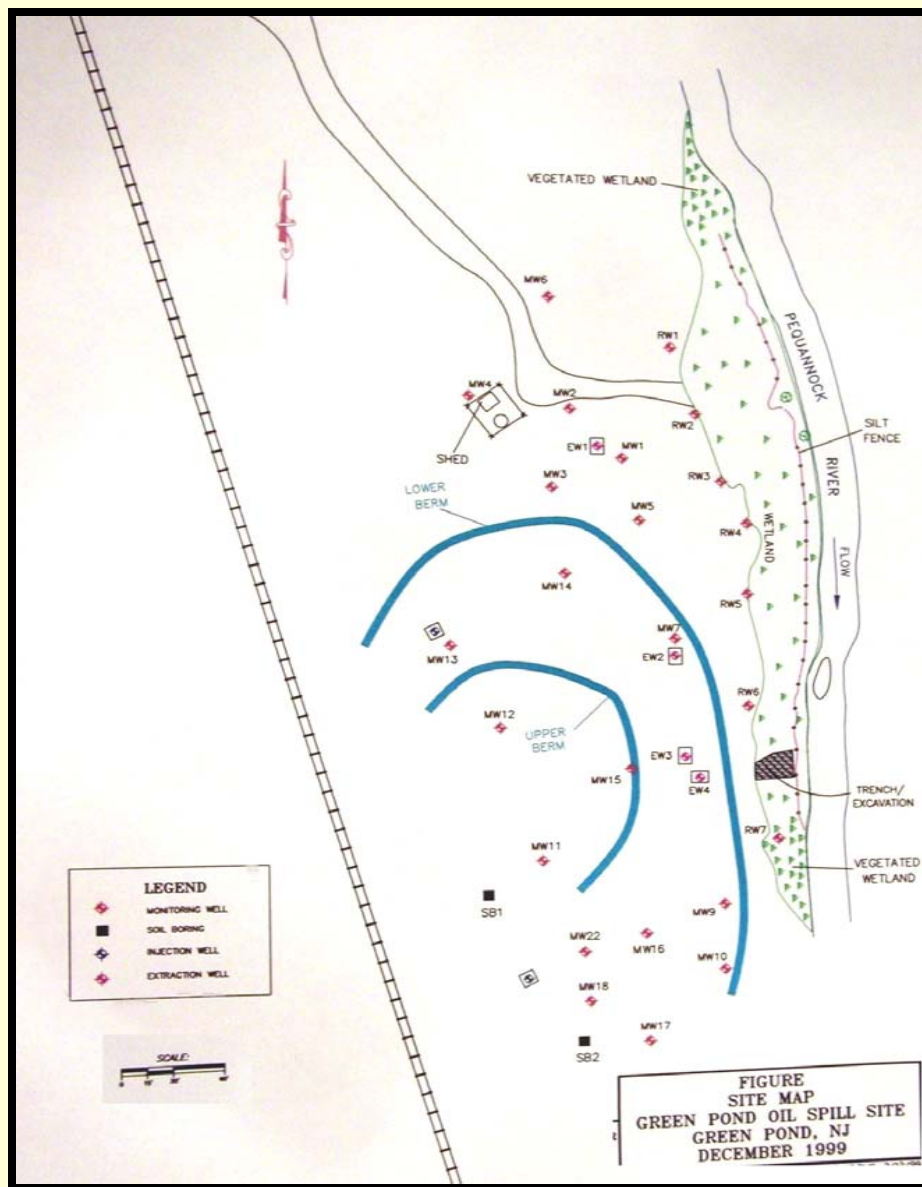 VEGETATED WETLAND
MW6
PEQUANNOCK
RIVER
RW1
MW4
MW2
RW2
SILT
FENCE
EW1
MW1
SHED
RW3
MW3
LOWER
BERM
MW5
RW4
WETLAND
FLOW
MW14
RW5
MW7
MW13
EW2
RW6
MW12
UPPER
BERM
EW3
MW15
EW4
TRENCH/
EXCAVATION
RW7
MW11
VEGETATED
WETLAND
LEGEND
MONITORING WELL
SOIL BORING
INJECTION WELL
EXTRACTION WELL
SB1
MW9
MW22
MW16
MW10
MW18
MW17
SB2
SCALE:
0
FIGURE
SITE MAP
GREEN POND OIL SPILL SITE
GREEN POND, NJ
DECEMBER 1999